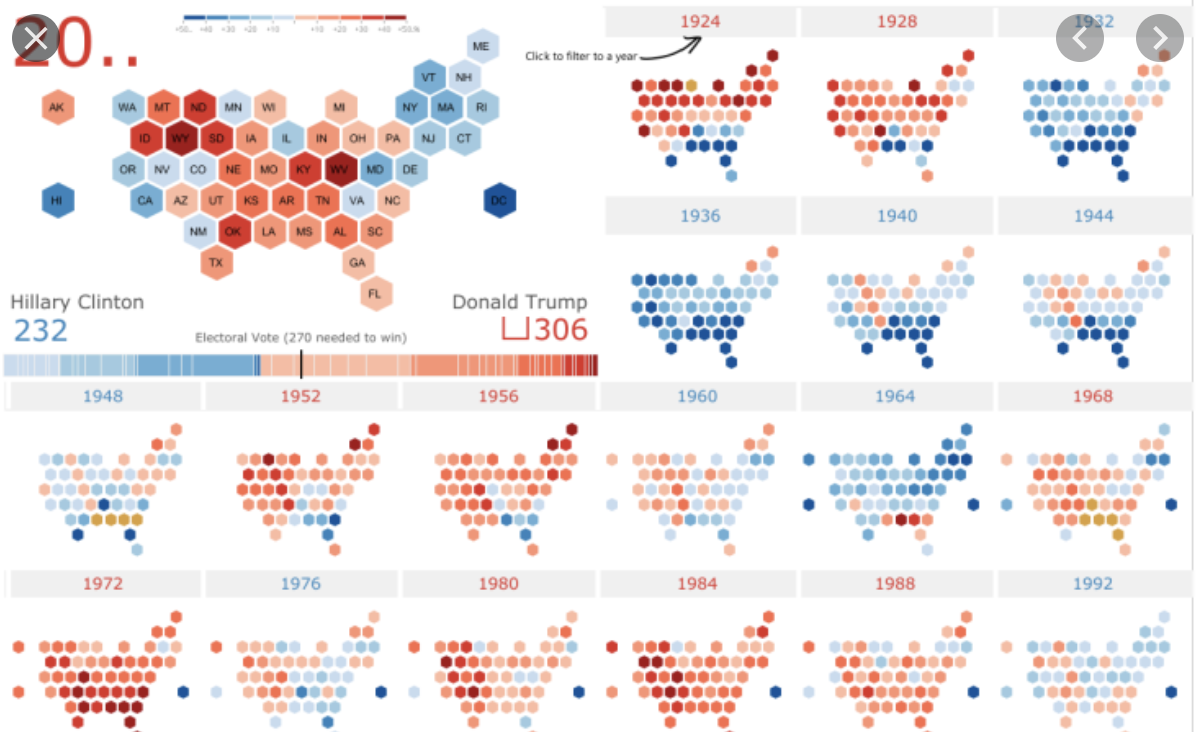 20..
+50.. +40 +30 +20 +10 +10 +20 +30 +40 +50.9k
Click to filter to a year
1924 1928 1932
ME
VT NH
AK WA MT ND MN WI MI NY MA RI
ID WY SD IA IL IN OH PA NJ CT
OR NV CO NE MO KY WV MD DE
HI CA AZ UT KS AR TN VA NC DC
NM OK LA MS AL SC
TX GA
FL
1936 1940 1944
Hillary Clinton Donald Trump
232 306
Electoral Vote (270 needed to win)
1948 1952 1956 1960 1964 1968
1972 1976 1980 1984 1988 1992